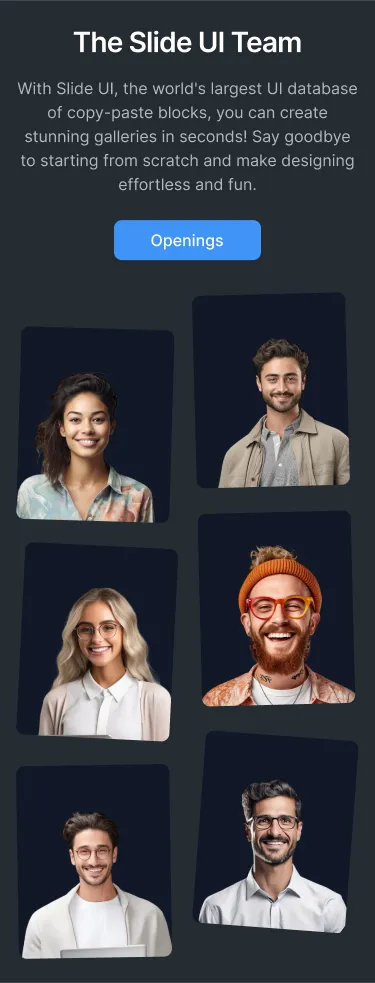 The Slide UI Team
With Slide UI, the world's largest UI database
of copy-paste blocks, you can create
stunning galleries in seconds! Say goodbye
to starting from scratch and make designing
effortless and fun.
Openings